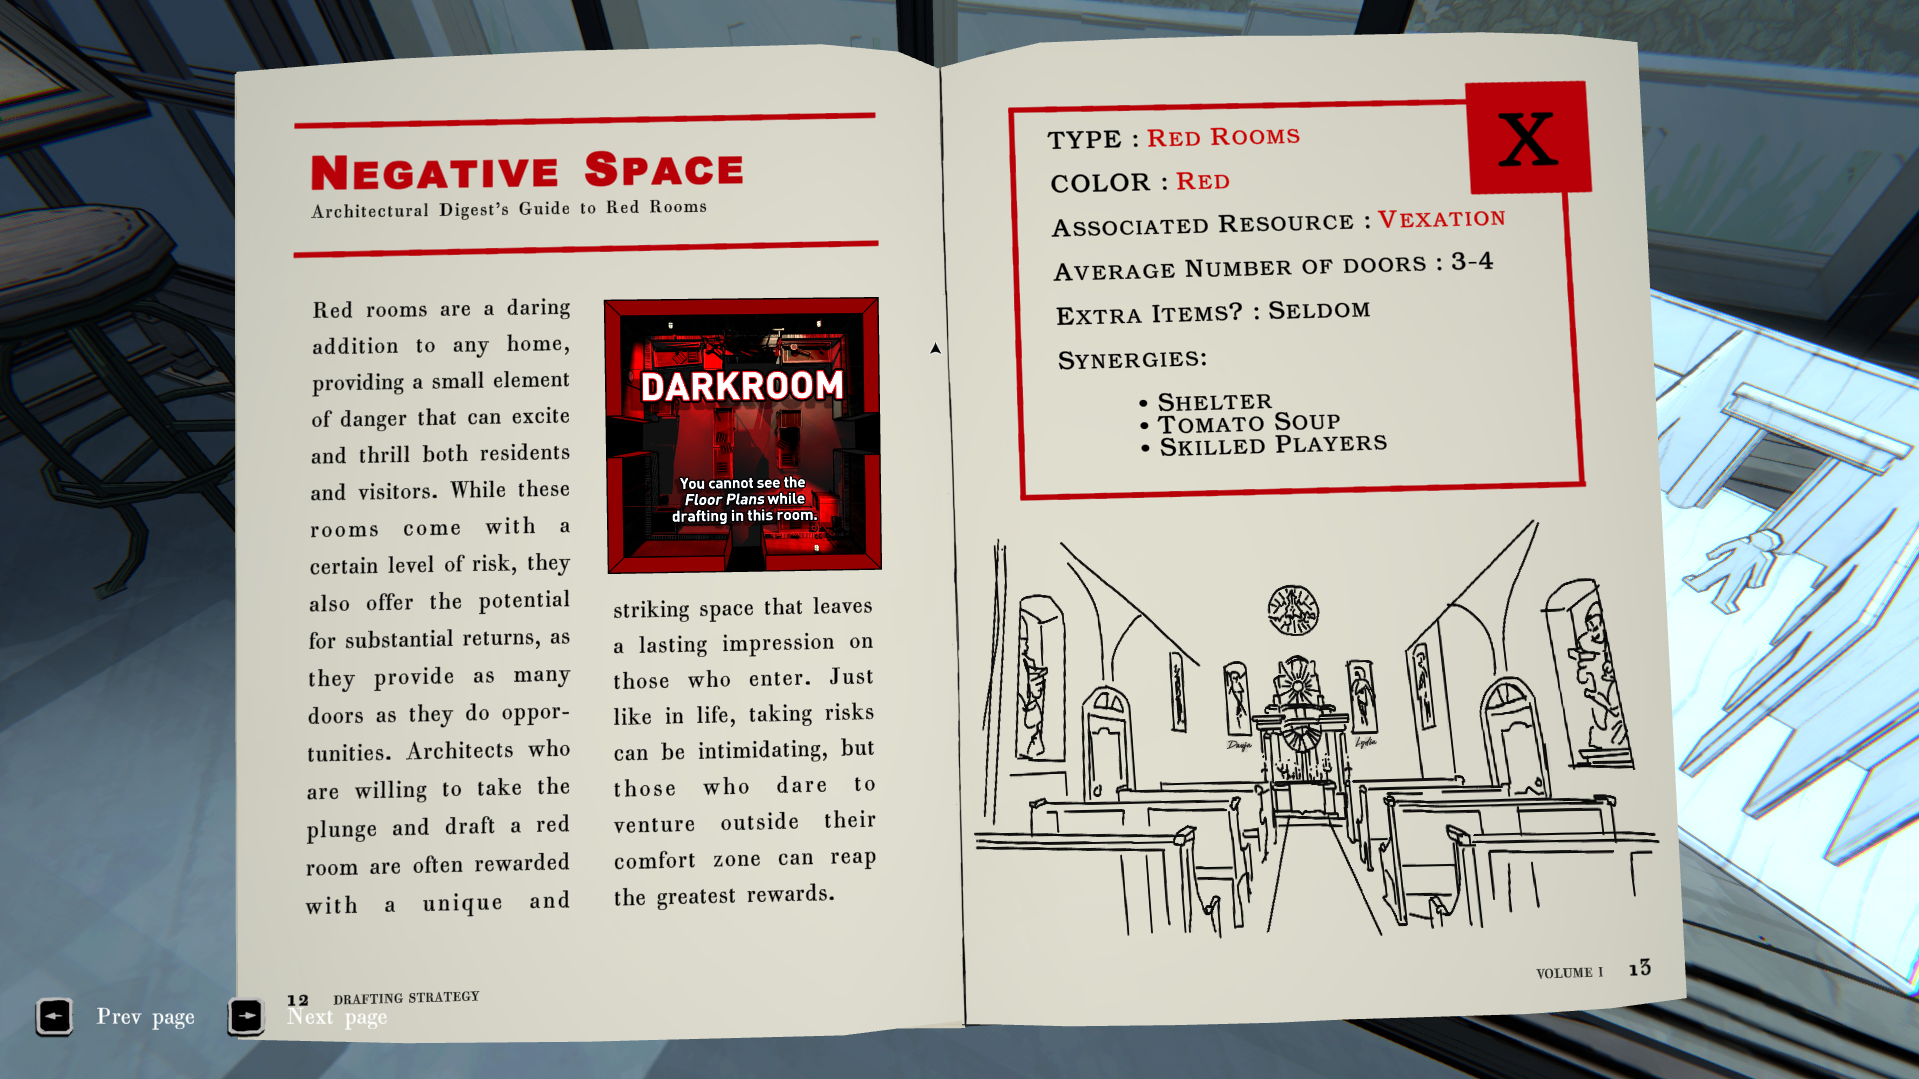 NEGATIVE SPACE
Architectural Digest's Guide to Red Rooms
Red rooms are a daring
addition to any home,
providing a small element
of danger that can excite
and thrill both residents
and visitors. While these
rooms come with a
certain level of risk, they
also offer the potential
for substantial returns, as
they provide as many
doors as they do oppor-
tunities. Architects who
are willing to take the
plunge and draft a red
room are often rewarded
with a unique and
DARKROOM
You cannot see the
Floor Plans while
drafting in this room.
striking space that leaves
a lasting impression on
those who enter. Just
like in life, taking risks
can be intimidating, but
those who dare to
venture outside their
comfort zone can reap
the greatest rewards.
12 DRAFTING STRATEGY
X
TYPE : RED ROOMS
COLOR : RED
ASSOCIATED RESOURCE : VEXATION
AVERAGE NUMBER OF DOORS : 3-4
EXTRA ITEMS? : SELDOM
SYNERGIES:
• SHELTER
• TOMATO SOUP
• SKILLED PLAYERS
Lydia
VOLUME I 13
Prev page
Next page